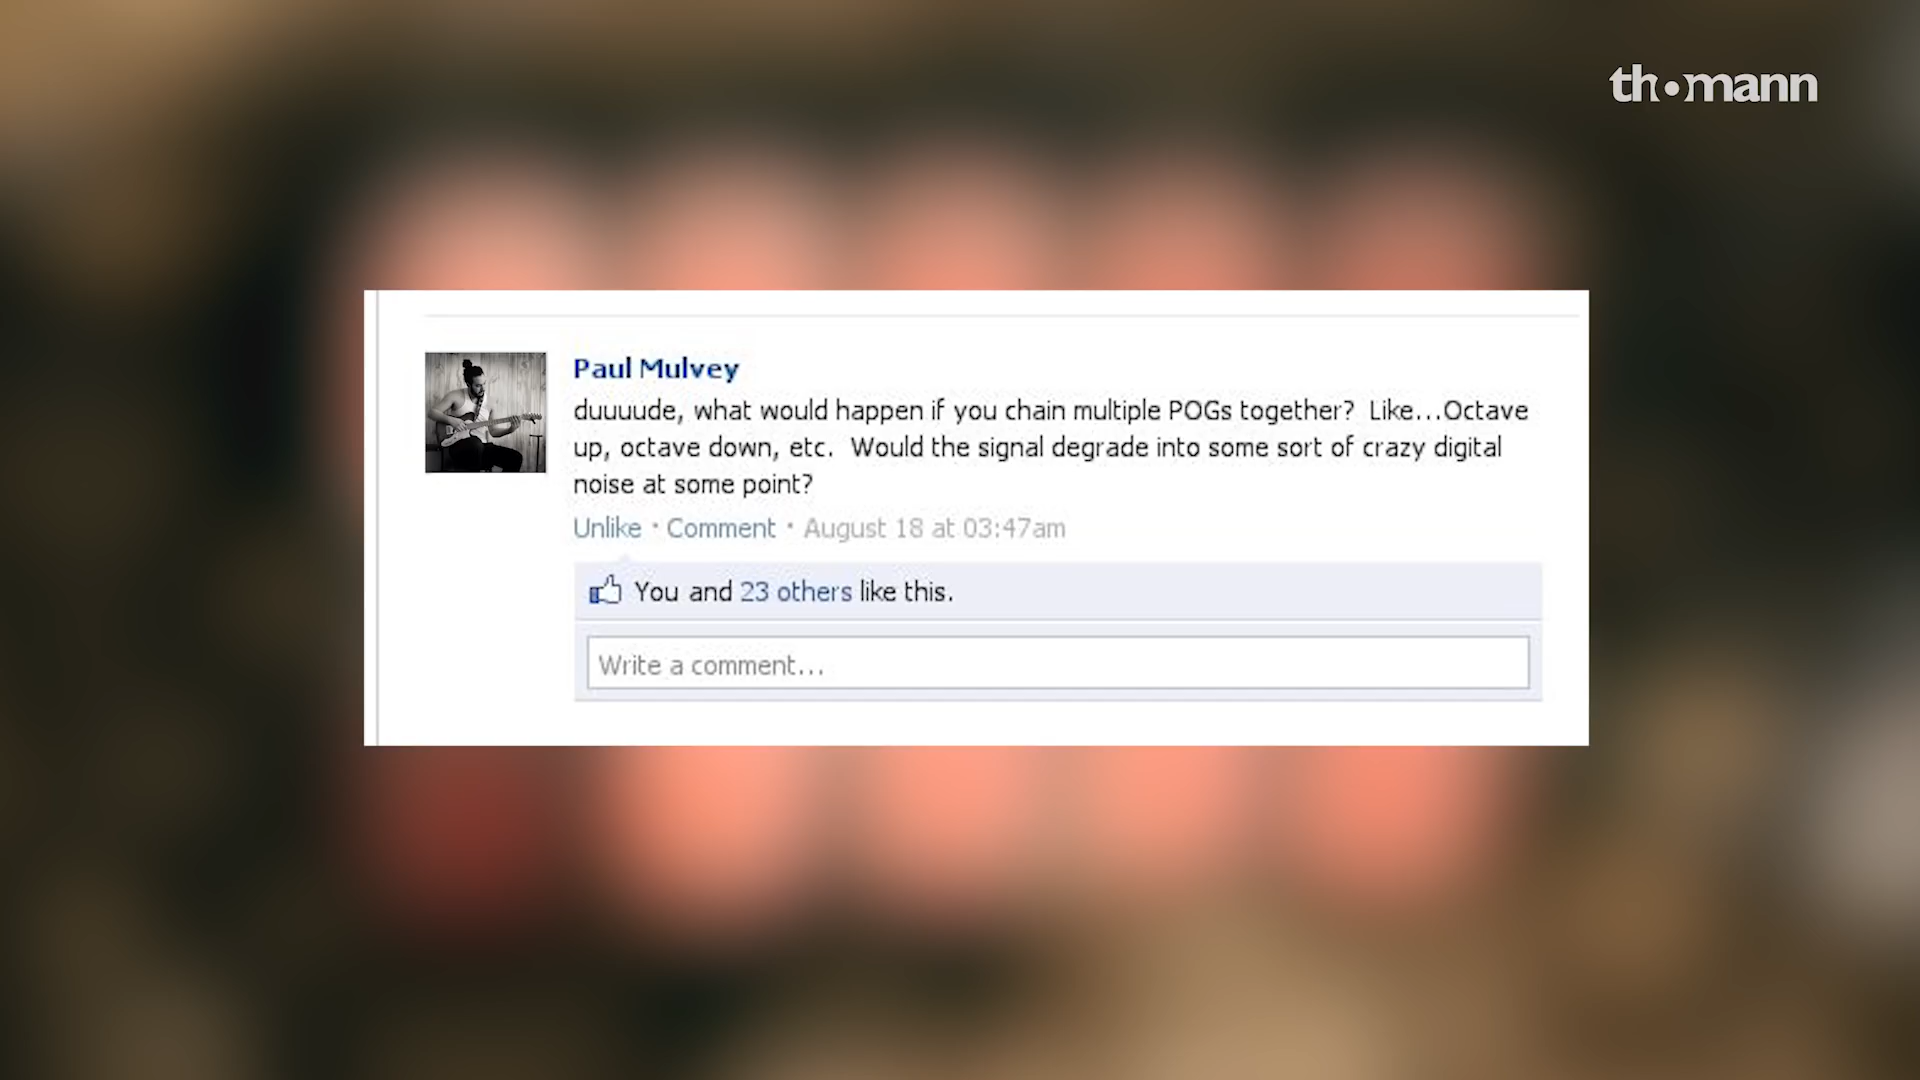 thomann
Paul Mulvey
duuuude, what would happen if you chain multiple POGs together?  Like...Octave
up, octave down, etc.  Would the signal degrade into some sort of crazy digital
noise at some point?
Unlike · Comment · August 18 at 03:47am
You and 23 others like this.
Write a comment...